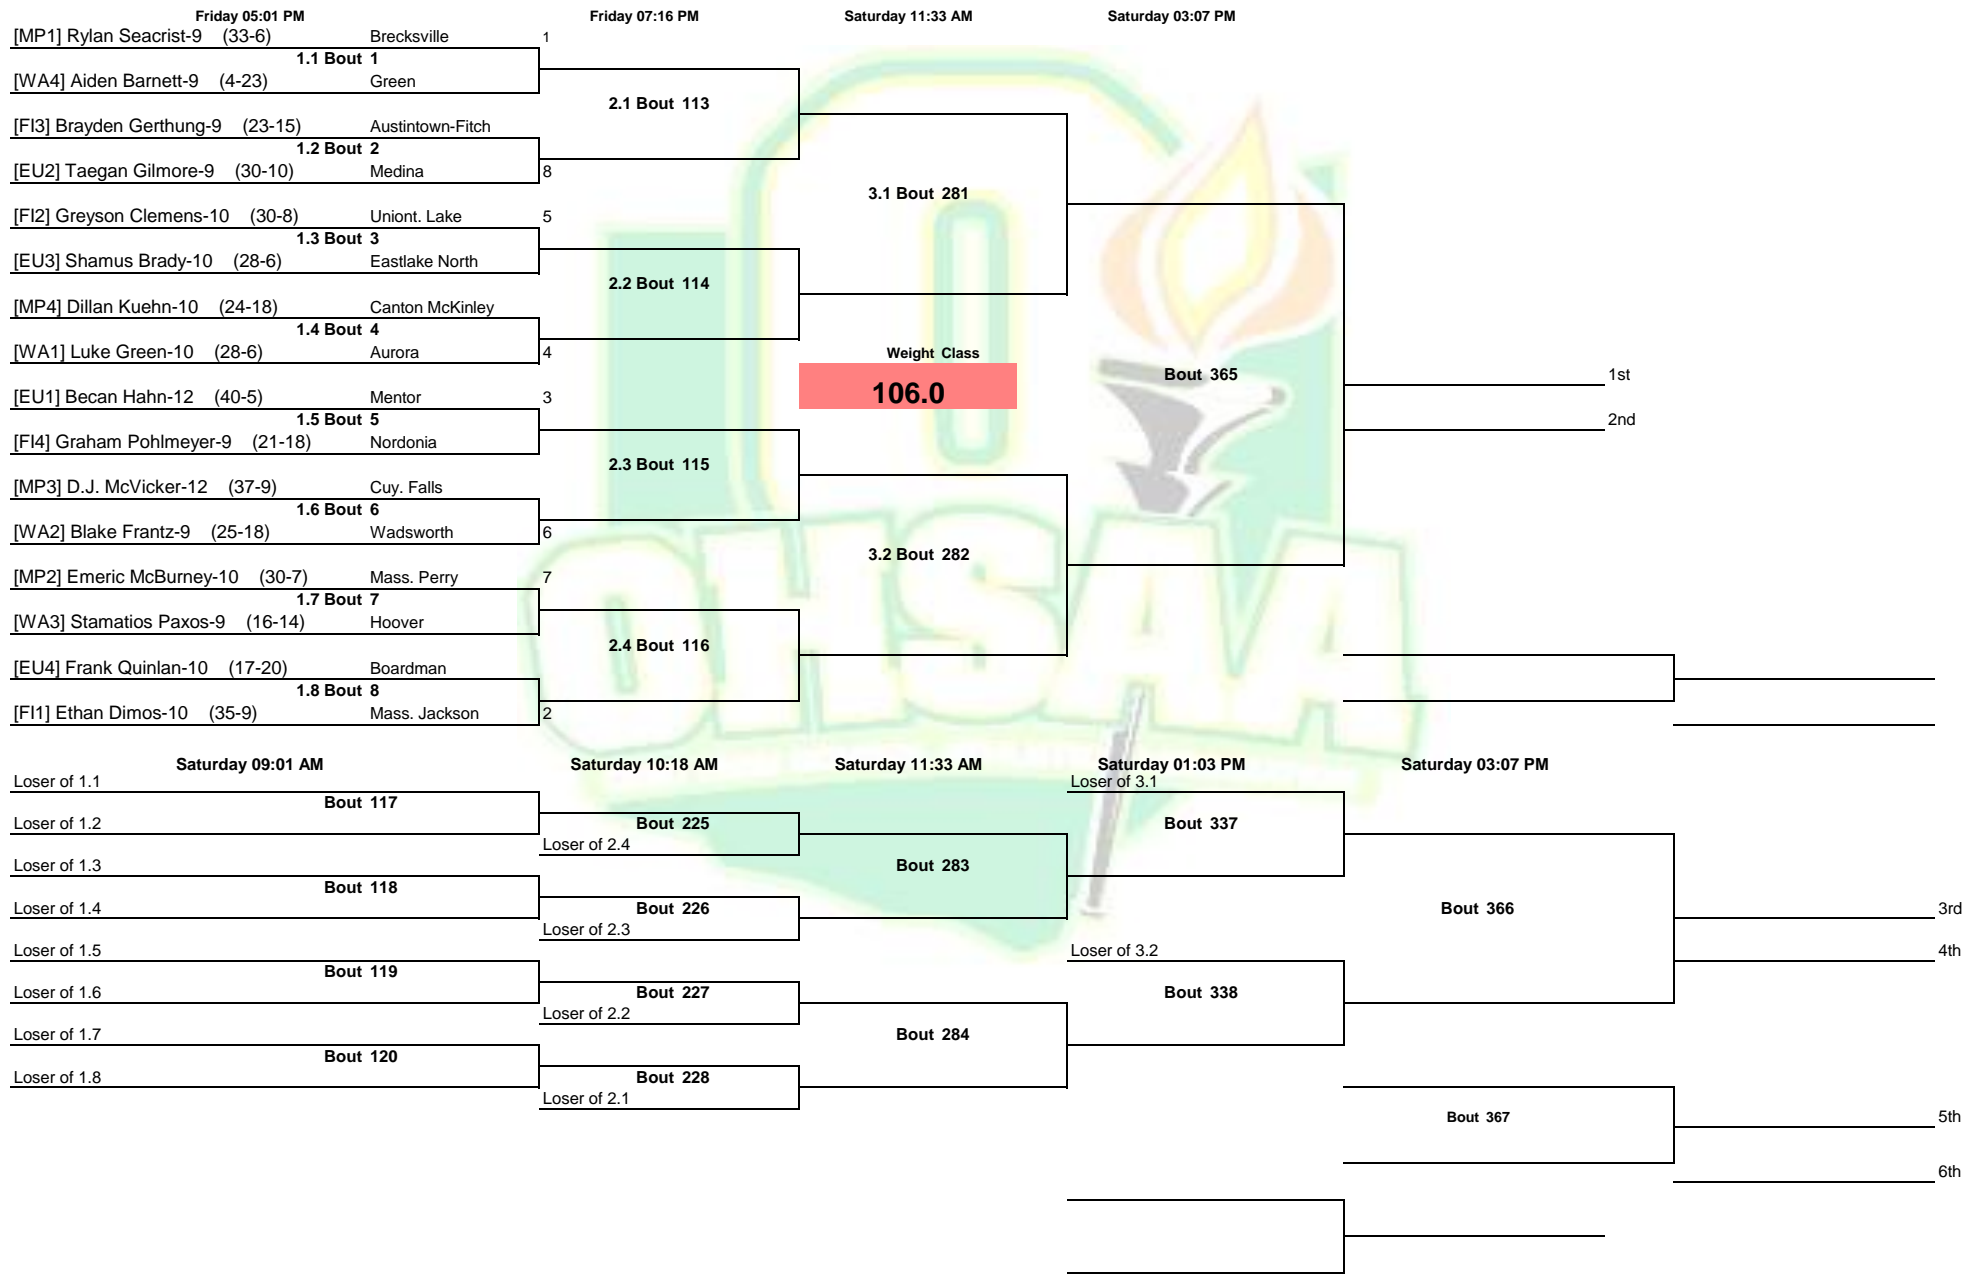 Friday 05:01 PM Friday 07:16 PM Saturday 11:33 AM Saturday 03:07 PM
[MP1] Rylan Seacrist-9 (33-6) Brecksville 1
1.1 Bout 1
[WA4] Aiden Barnett-9 (4-23) Green
2.1 Bout 113
[FI3] Brayden Gerthung-9 (23-15) Austintown-Fitch
1.2 Bout 2
[EU2] Taegan Gilmore-9 (30-10) Medina 8
3.1 Bout 281
[FI2] Greyson Clemens-10 (30-8) Uniont. Lake 5
1.3 Bout 3
[EU3] Shamus Brady-10 (28-6) Eastlake North
2.2 Bout 114
[MP4] Dillan Kuehn-10 (24-18) Canton McKinley
1.4 Bout 4
[WA1] Luke Green-10 (28-6) Aurora 4
Weight Class
Bout 365 1st
106.0
[EU1] Becan Hahn-12 (40-5) Mentor 3
1.5 Bout 5 2nd
[FI4] Graham Pohlmeyer-9 (21-18) Nordonia
2.3 Bout 115
[MP3] D.J. McVicker-12 (37-9) Cuy. Falls
1.6 Bout 6
[WA2] Blake Frantz-9 (25-18) Wadsworth 6
3.2 Bout 282
[MP2] Emeric McBurney-10 (30-7) Mass. Perry 7
1.7 Bout 7
[WA3] Stamatios Paxos-9 (16-14) Hoover
2.4 Bout 116
[EU4] Frank Quinlan-10 (17-20) Boardman
1.8 Bout 8
[FI1] Ethan Dimos-10 (35-9) Mass. Jackson 2
OHSAA
Saturday 09:01 AM Saturday 10:18 AM Saturday 11:33 AM Saturday 01:03 PM Saturday 03:07 PM
Loser of 1.1 Loser of 3.1
Bout 117
Loser of 1.2 Bout 225 Bout 337
Loser of 2.4
Loser of 1.3 Bout 283
Bout 118
Loser of 1.4 Bout 226 Bout 366 3rd
Loser of 2.3
Loser of 1.5 Loser of 3.2 4th
Bout 119
Loser of 1.6 Bout 227 Bout 338
Loser of 2.2
Loser of 1.7 Bout 284
Bout 120
Loser of 1.8 Bout 228
Loser of 2.1
Bout 367 5th
6th